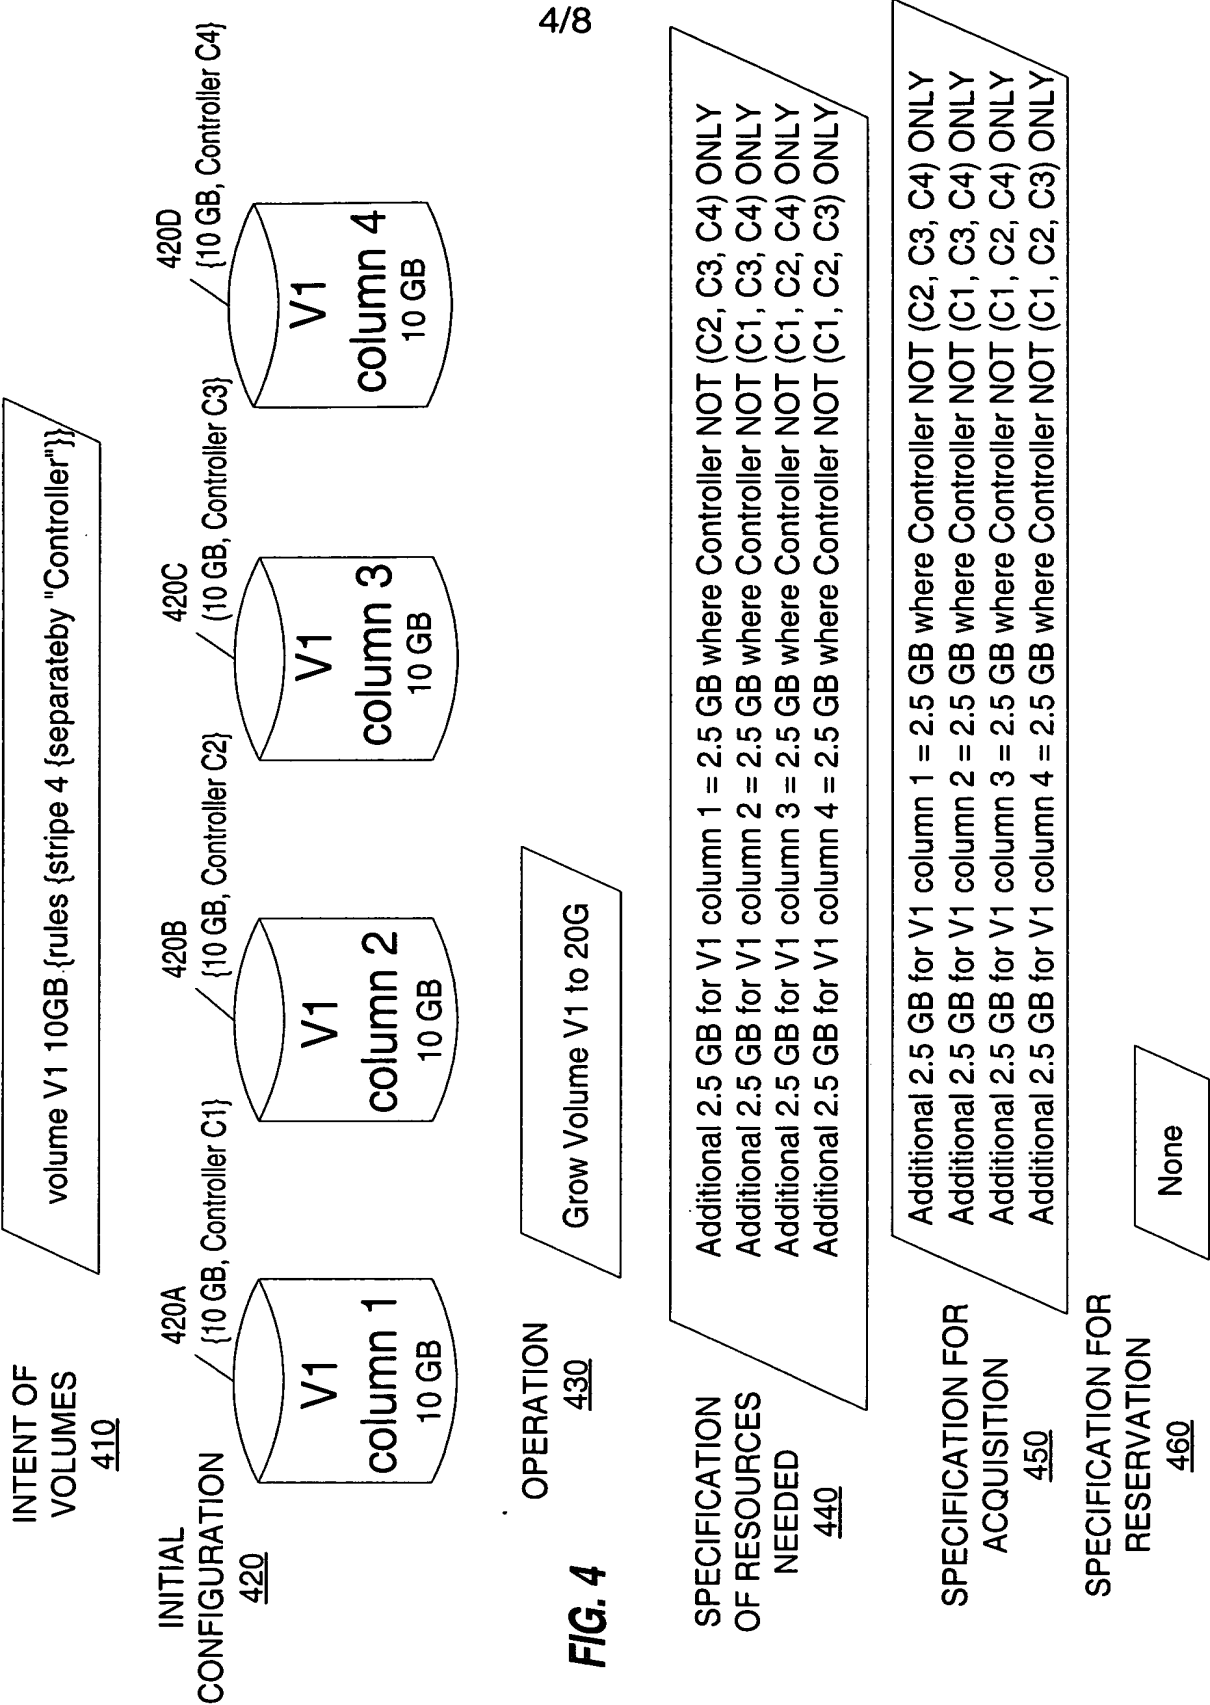 4/8
INTENT OF
VOLUMES
410
volume V1 10GB {rules {stripe 4 {separateby "Controller"}}
INITIAL
CONFIGURATION
420
420A
{10 GB, Controller C1}
V1
column 1
10 GB
420B
{10 GB, Controller C2}
V1
column 2
10 GB
420C
(10 GB, Controller C3}
V1
column 3
10 GB
420D
{10 GB, Controller C4}
V1
column 4
10 GB
OPERATION
430
Grow Volume V1 to 20G
FIG. 4
SPECIFICATION
OF RESOURCES
NEEDED
440
Additional 2.5 GB for V1 column 1 = 2.5 GB where Controller NOT (C2, C3, C4) ONLY
Additional 2.5 GB for V1 column 2 = 2.5 GB where Controller NOT (C1, C3, C4) ONLY
Additional 2.5 GB for V1 column 3 = 2.5 GB where Controller NOT (C1, C2, C4) ONLY
Additional 2.5 GB for V1 column 4 = 2.5 GB where Controller NOT (C1, C2, C3) ONLY
SPECIFICATION FOR
ACQUISITION
450
Additional 2.5 GB for V1 column 1 = 2.5 GB where Controller NOT (C2, C3, C4) ONLY
Additional 2.5 GB for V1 column 2 = 2.5 GB where Controller NOT (C1, C3, C4) ONLY
Additional 2.5 GB for V1 column 3 = 2.5 GB where Controller NOT (C1, C2, C4) ONLY
Additional 2.5 GB for V1 column 4 = 2.5 GB where Controller NOT (C1, C2, C3) ONLY
SPECIFICATION FOR
RESERVATION
460
None